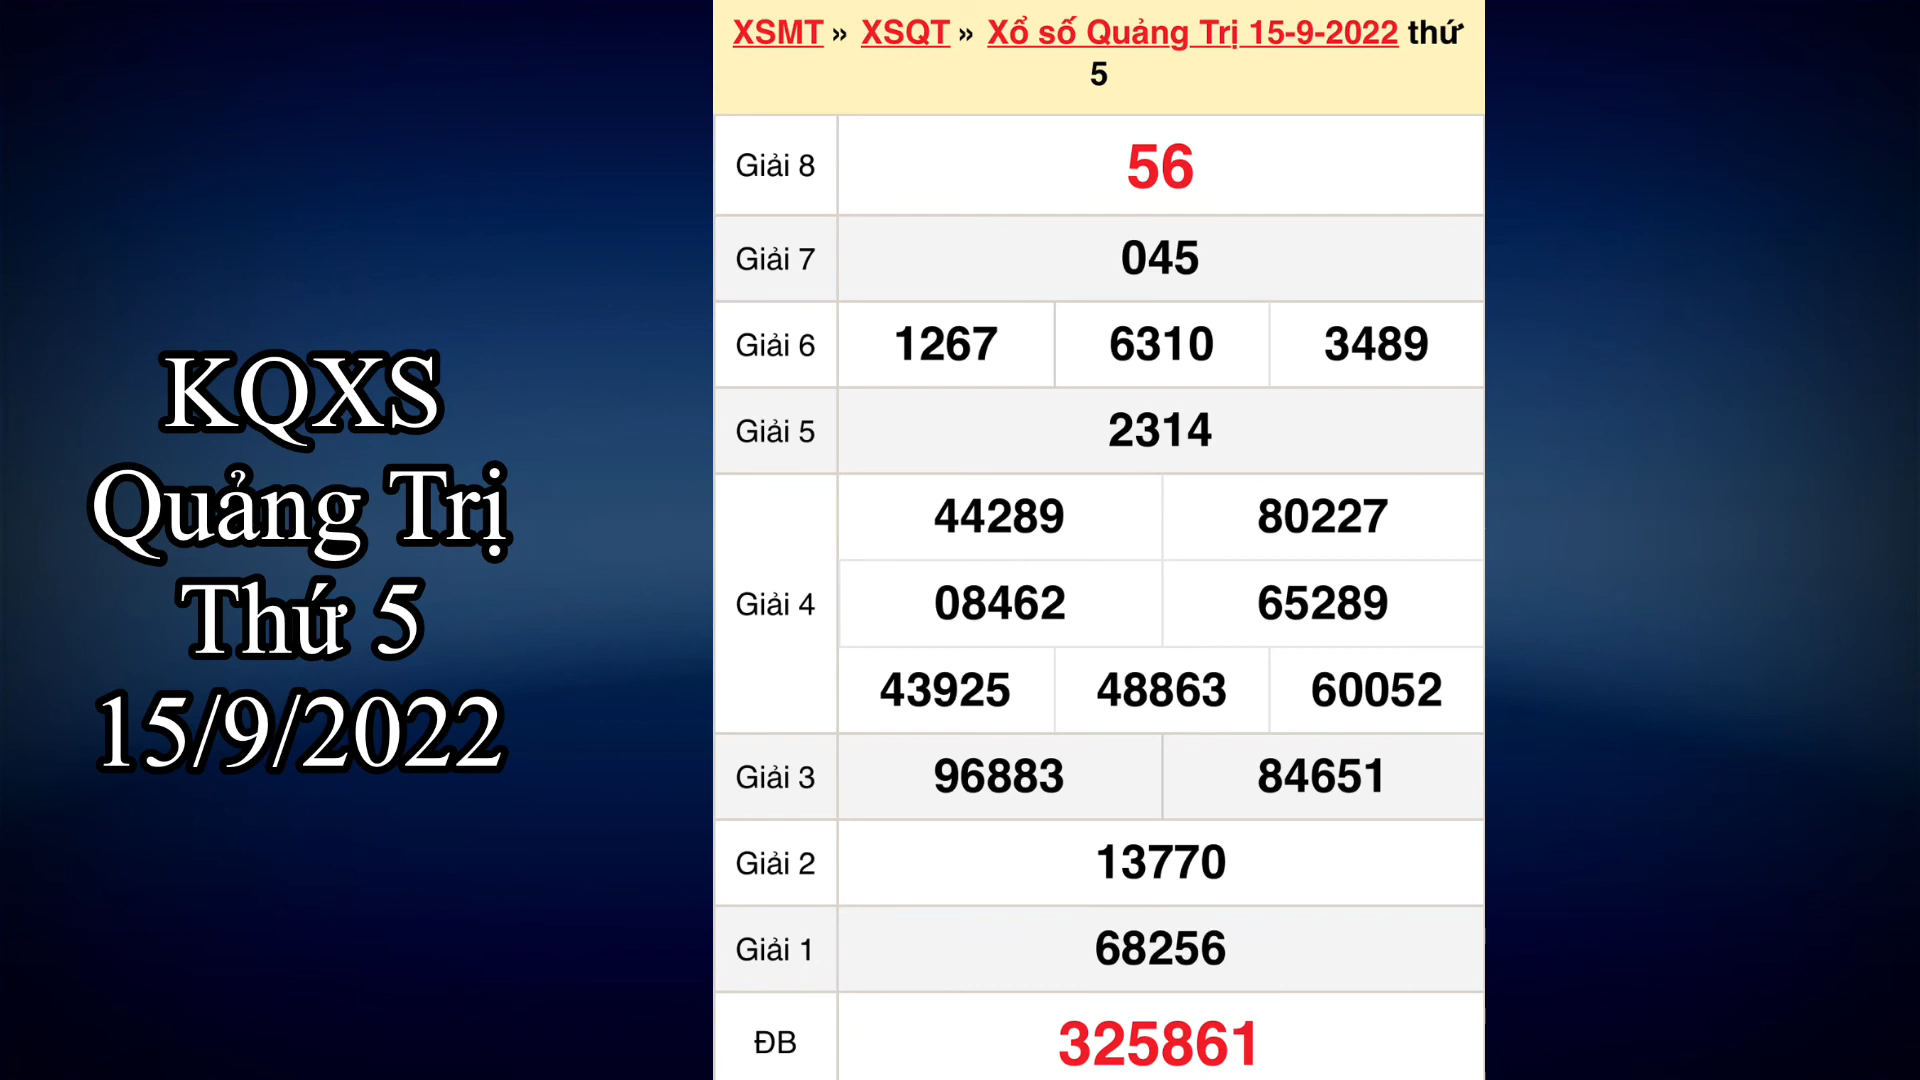 KQXS
Quảng Trị
Thứ 5
15/9/2022
XSMT » XSQT » Xổ số Quảng Trị 15-9-2022 thứ
5
Giải 8 56
Giải 7 045
Giải 6 1267 6310 3489
Giải 5 2314
Giải 4
44289 80227
08462 65289
43925 48863 60052
Giải 3 96883 84651
Giải 2 13770
Giải 1 68256
ĐB 325861